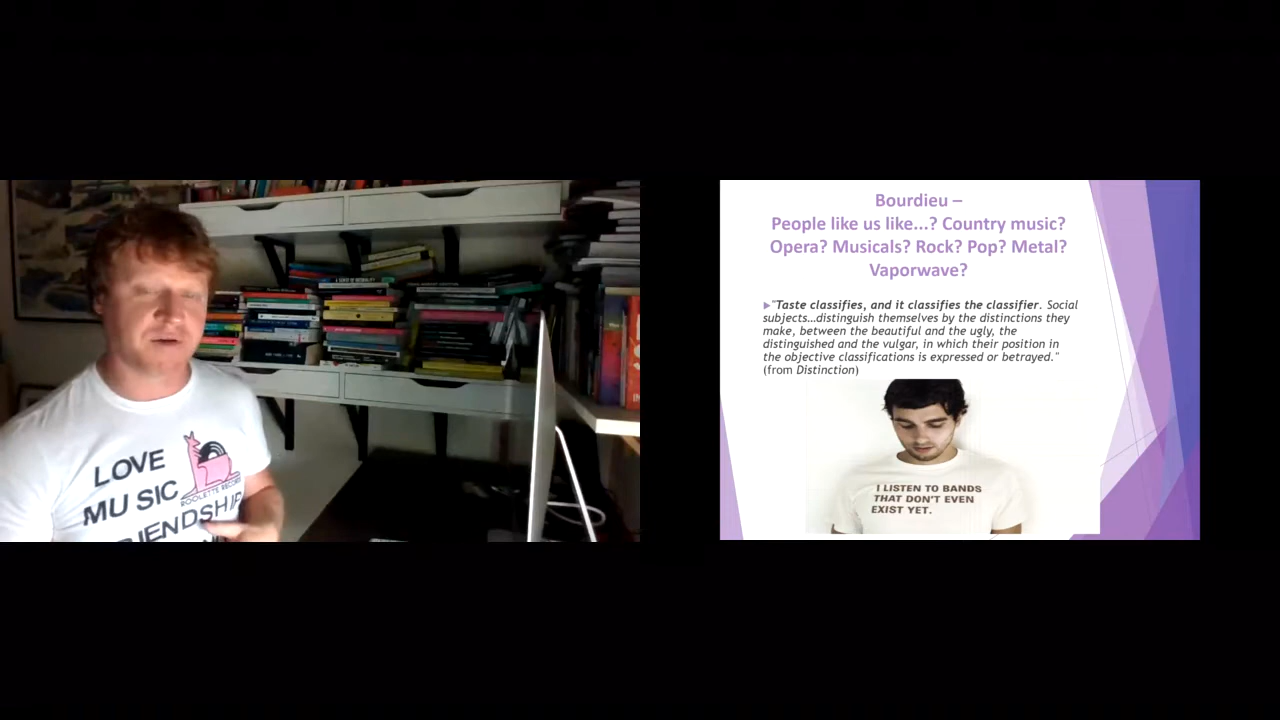 LOVE
MUSIC
ROOLETTE RECORDS
FRIENDSHIP
Bourdieu –
People like us like...? Country music?
Opera? Musicals? Rock? Pop? Metal?
Vaporwave?
"Taste classifies, and it classifies the classifier. Social
subjects…distinguish themselves by the distinctions they
make, between the beautiful and the ugly, the
distinguished and the vulgar, in which their position in
the objective classifications is expressed or betrayed."
(from Distinction)
I LISTEN TO BANDS
THAT DON'T EVEN
EXIST YET.